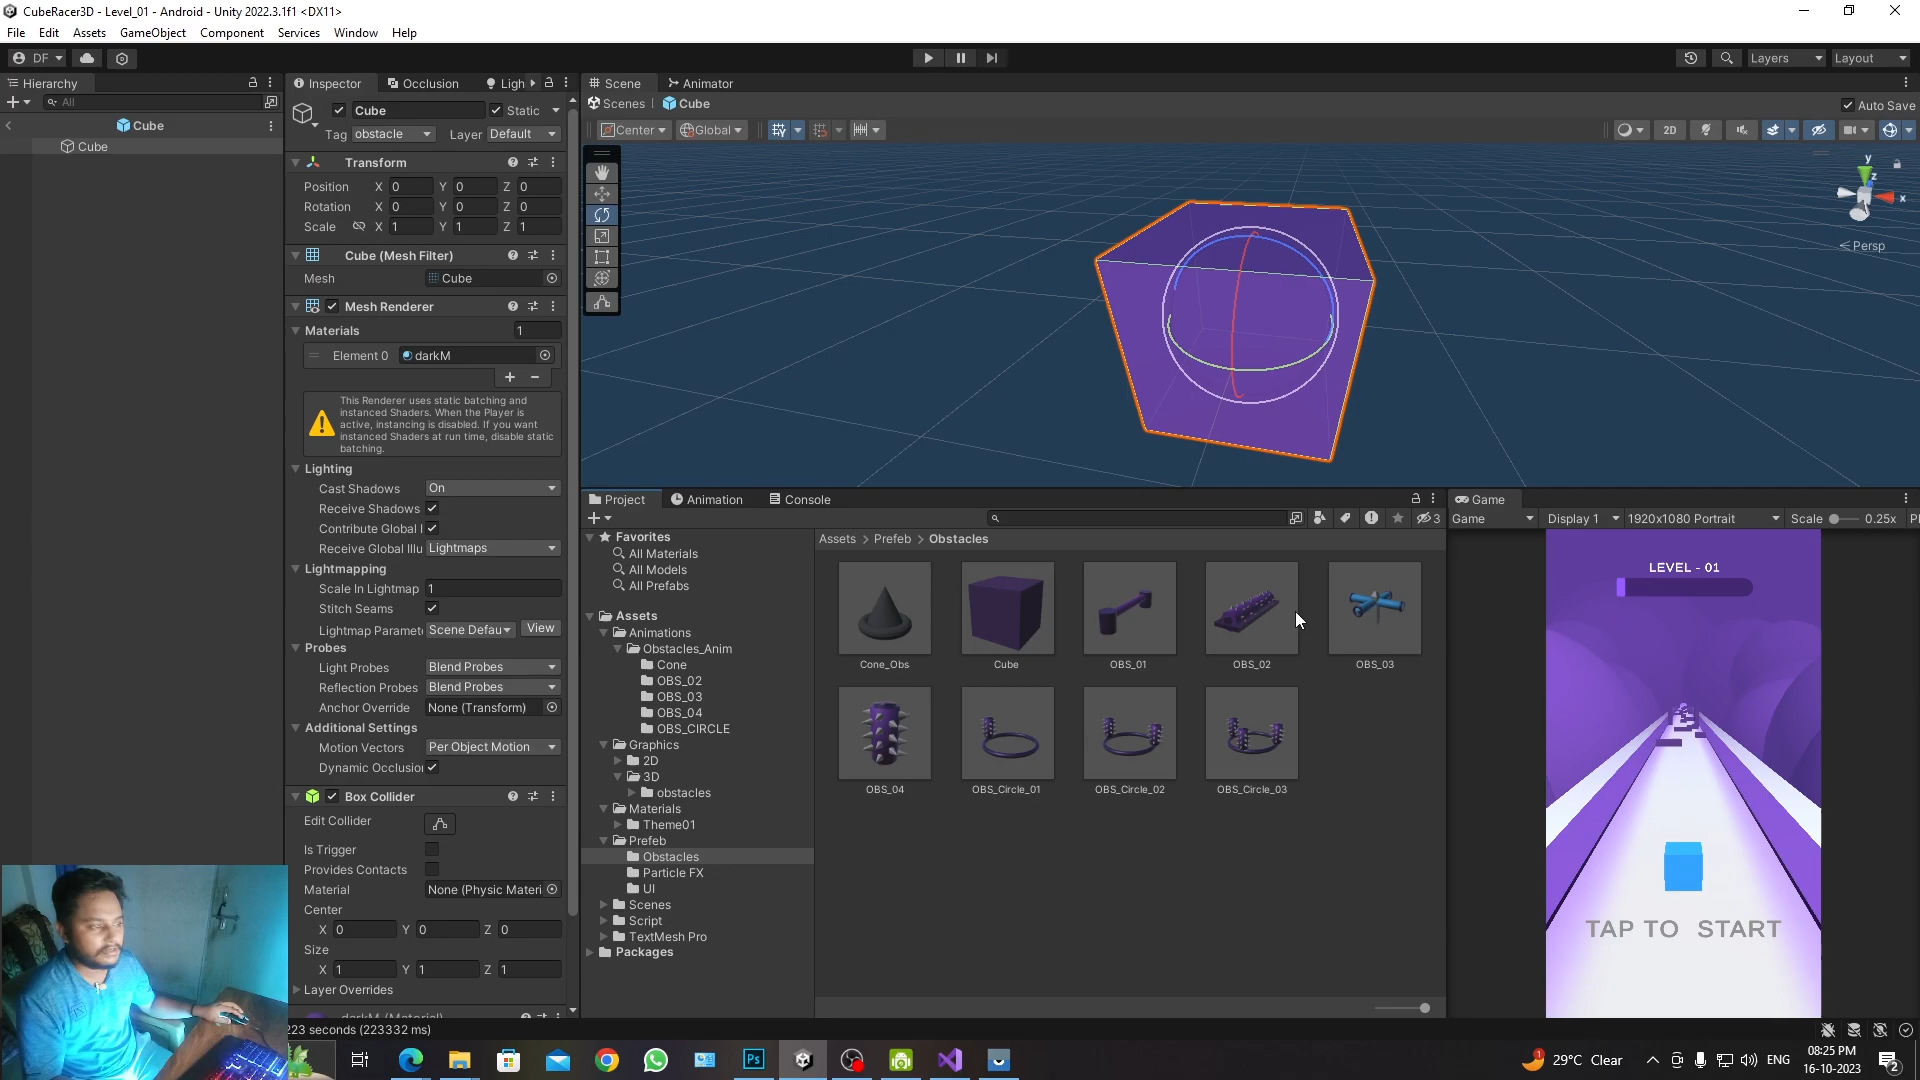 CubeRacer3D - Level_01 - Android - Unity 2022.3.1f1 <DX11>
File Edit Assets GameObject Component Services Window Help
DF Layers Layout
Hierarchy
All
Cube
Cube
Inspector Occlusion Ligh
Cube Static
Tag obstacle Layer Default
Transform
Position X 0 Y 0 Z 0
Rotation X 0 Y 0 Z 0
Scale X 1 Y 1 Z 1
Cube (Mesh Filter)
Mesh Cube
Mesh Renderer
Materials 1
Element 0 darkM
This Renderer uses static batching and
instanced Shaders. When the Player is
active, instancing is disabled. If you want
instanced Shaders at run time, disable static
batching.
Lighting
Cast Shadows On
Receive Shadows
Contribute Global I
Receive Global Illu Lightmaps
Lightmapping
Scale In Lightmap 1
Stitch Seams
Lightmap Paramet Scene Defau View
Probes
Light Probes Blend Probes
Reflection Probes Blend Probes
Anchor Override None (Transform)
Additional Settings
Motion Vectors Per Object Motion
Dynamic Occlusio
Box Collider
Edit Collider
Is Trigger
Provides Contacts
Material None (Physic Materi
Center
X 0 Y 0 Z 0
Size
X 1 Y 1 Z 1
Layer Overrides
darkM (Material)
Scene Animator
Scenes Cube
Auto Save
Center Global
2D
y
z
x
Persp
Project Animation Console
3
Favorites
All Materials
All Models
All Prefabs
Assets
Animations
Obstacles_Anim
Cone
OBS_02
OBS_03
OBS_04
OBS_CIRCLE
Graphics
2D
3D
obstacles
Materials
Theme01
Prefeb
Obstacles
Particle FX
UI
Scenes
Script
TextMesh Pro
Packages
Assets > Prefeb > Obstacles
Cone_Obs Cube OBS_01 OBS_02 OBS_03
OBS_04 OBS_Circle_01 OBS_Circle_02 OBS_Circle_03
Game
Game Display 1 1920x1080 Portrait Scale 0.25x Pl
LEVEL - 01
TAP TO START
223 seconds (223332 ms)
Ps
29°C Clear
ENG
08:25 PM
16-10-2023
2